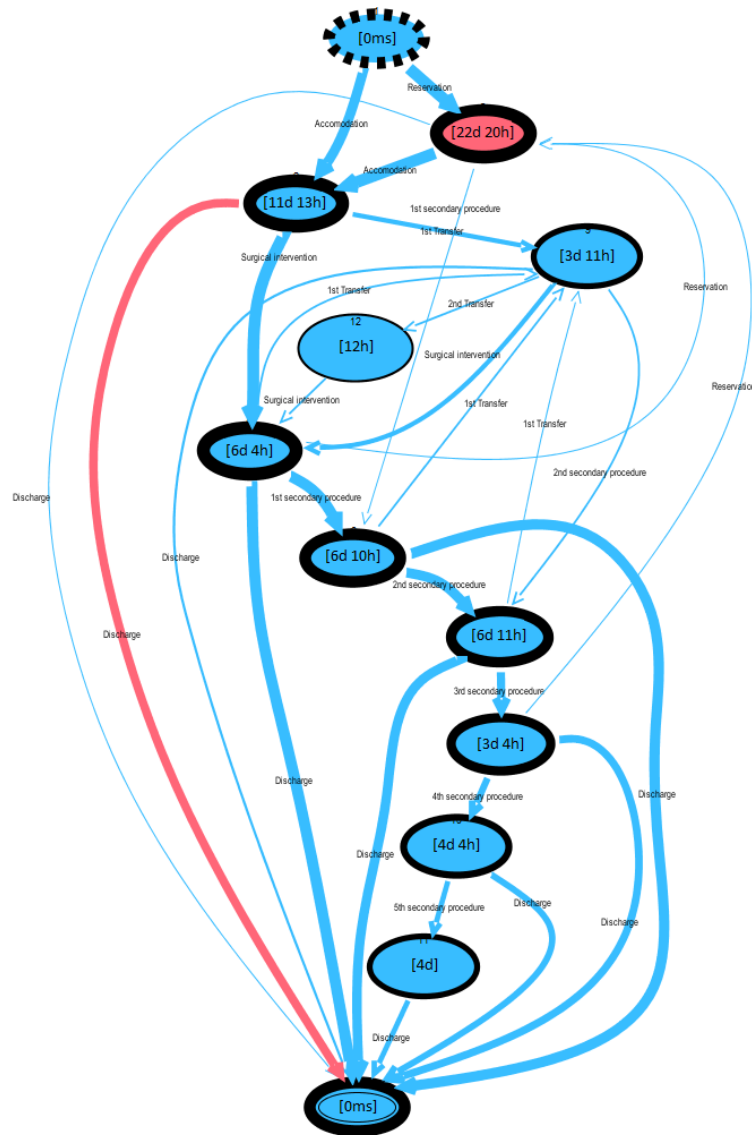 [0ms]
Reservation
Accomodation
[22d 20h]
Accomodation
[11d 13h]
1st secondary procedure
1st Transfer
[3d 11h]
Surgical intervention
1st Transfer
Reservation
2nd Transfer
12
[12h]
Surgical intervention
Reservation
Surgical intervention
1st Transfer
1st Transfer
[6d 4h]
2nd secondary procedure
Discharge
1st secondary procedure
[6d 10h]
Discharge
2nd secondary procedure
[6d 11h]
Discharge
3rd secondary procedure
[3d 4h]
Discharge
Discharge
4th secondary procedure
[4d 4h]
Discharge
5th secondary procedure
Discharge
Discharge
[4d]
Discharge
[0ms]